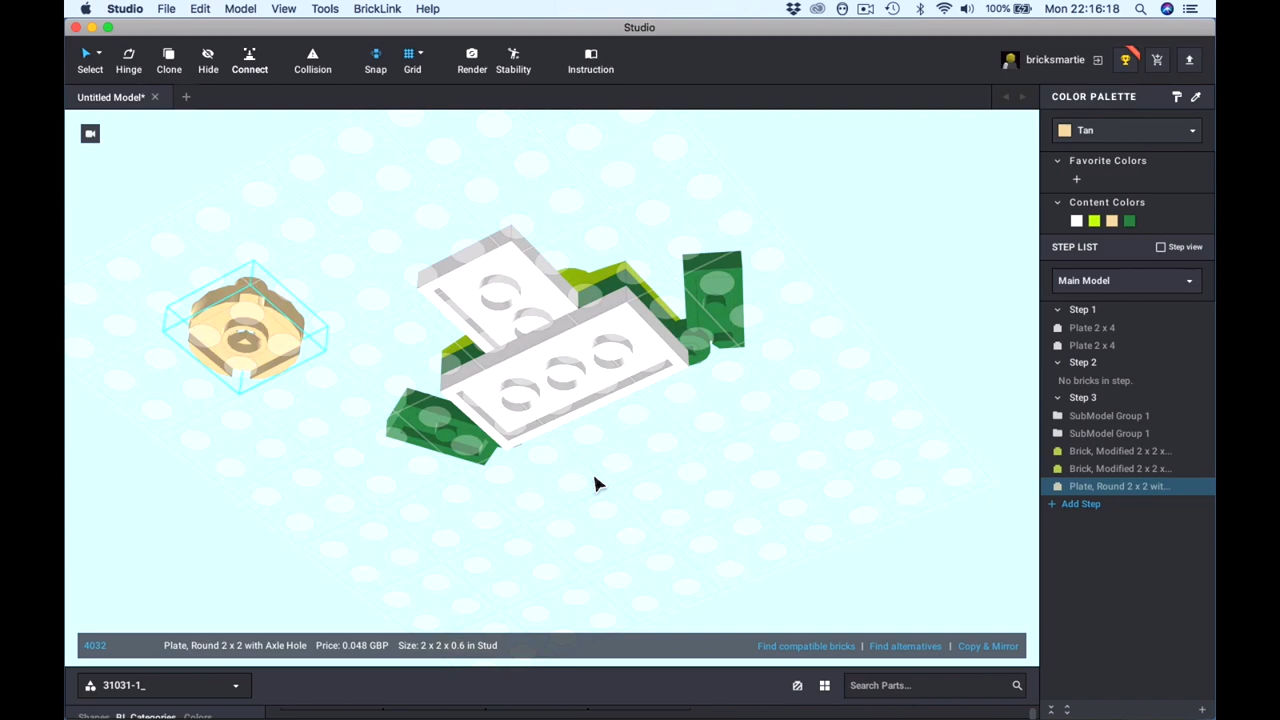 Studio File Edit Model View Tools BrickLink Help 100% Mon 22:16:18
Studio
Select Hinge Clone Hide Connect Collision Snap Grid Render Stability Instruction bricksmartie
Untitled Model* COLOR PALETTE
Tan
Favorite Colors
+
Content Colors
STEP LIST Step view
Main Model
Step 1
Plate 2 x 4
Plate 2 x 4
Step 2
No bricks in step.
Step 3
SubModel Group 1
SubModel Group 1
Brick, Modified 2 x 2 x...
Brick, Modified 2 x 2 x...
Plate, Round 2 x 2 wit...
+ Add Step
4032 Plate, Round 2 x 2 with Axle Hole Price: 0.048 GBP Size: 2 x 2 x 0.6 in Stud Find compatible bricks | Find alternatives | Copy & Mirror
31031-1_ Search Parts...
Shapes BL Categories Colors